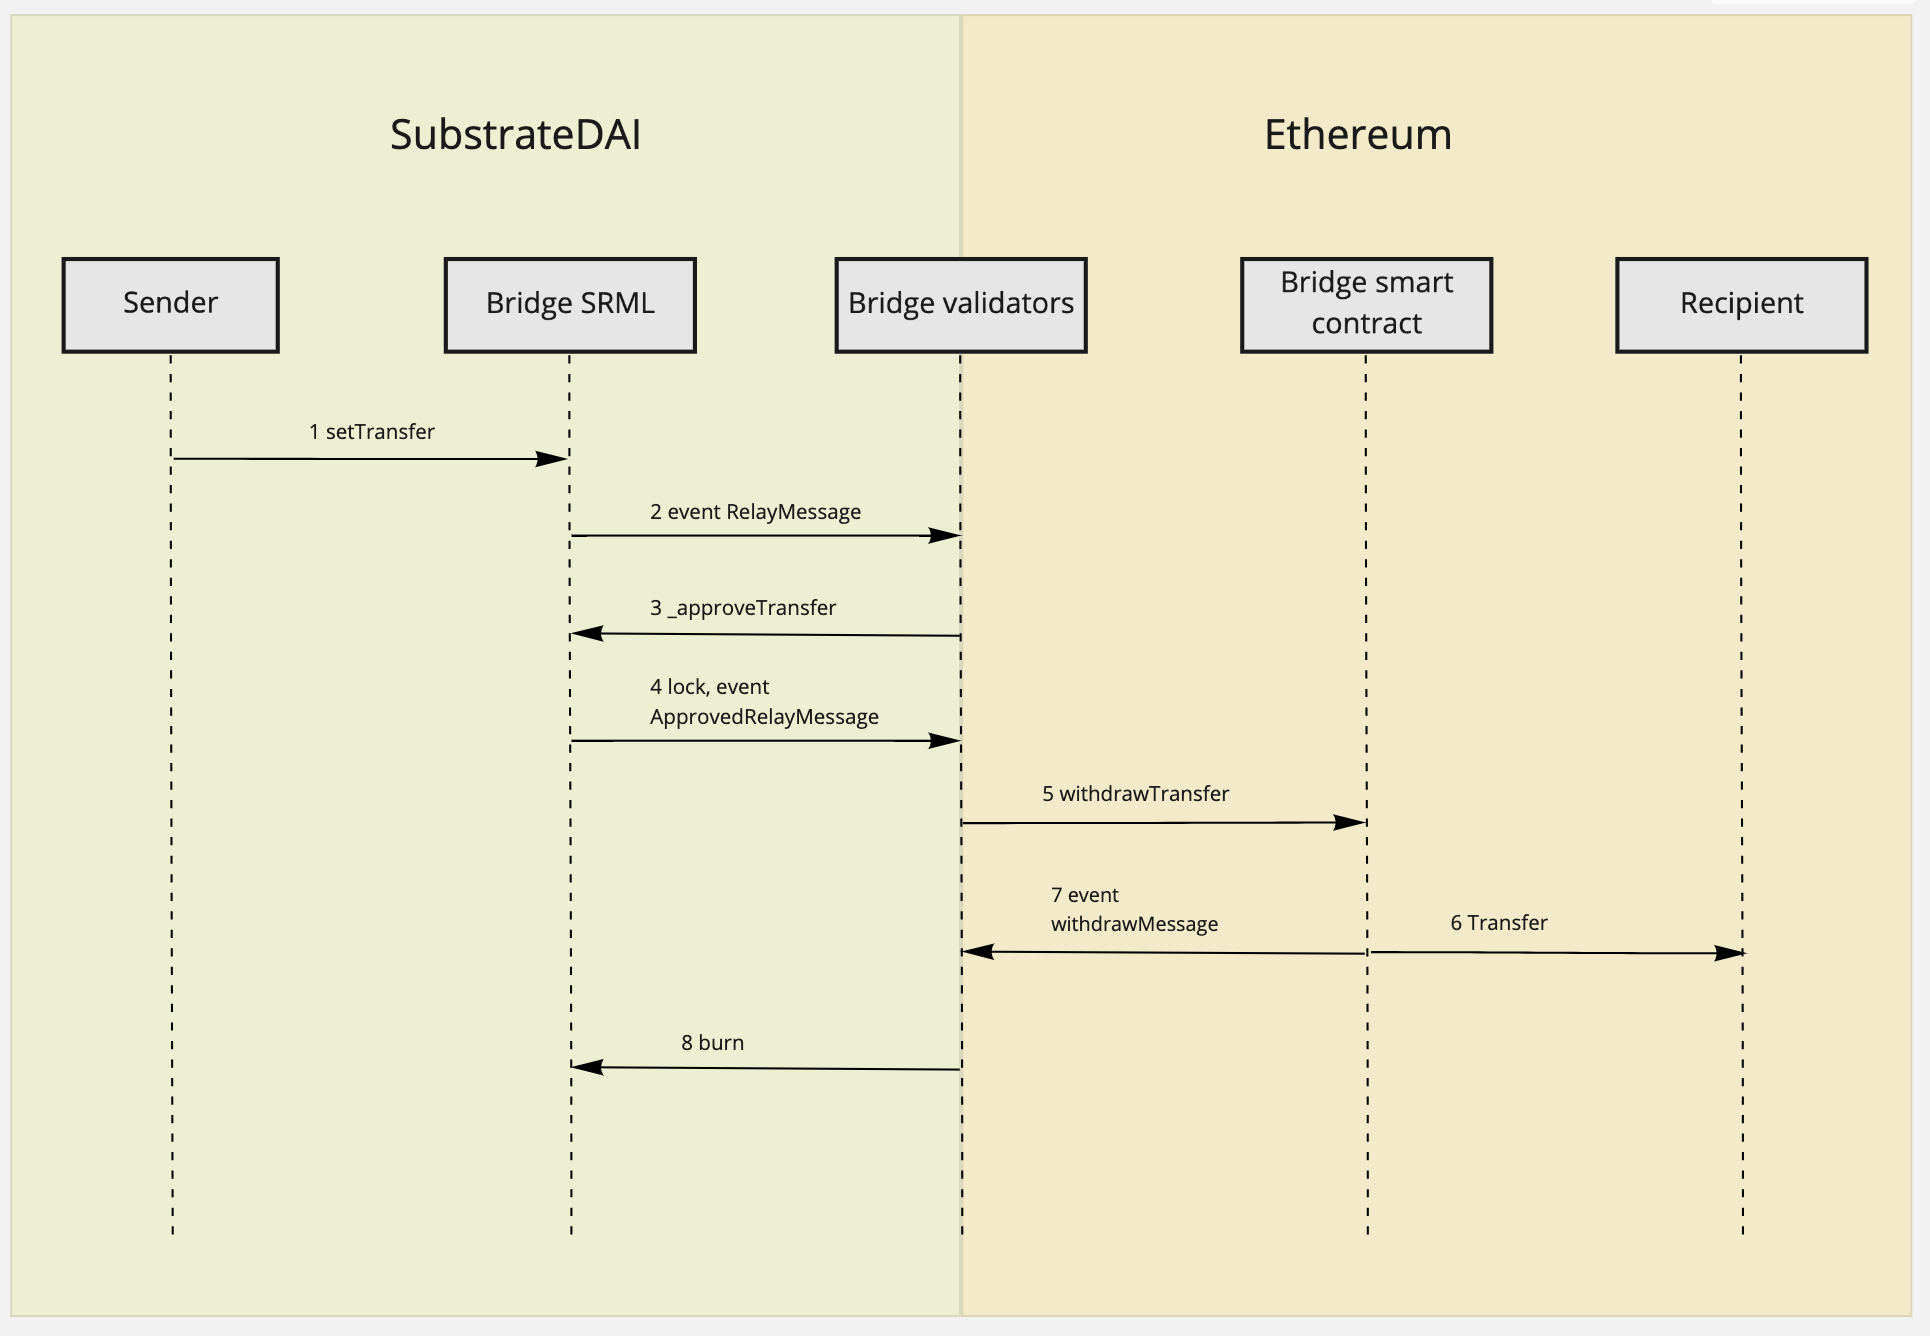 SubstrateDAI
Ethereum
Sender
Bridge SRML
Bridge validators
Bridge smart
contract
Recipient
1 setTransfer
2 event RelayMessage
3 _approveTransfer
4 lock, event
ApprovedRelayMessage
5 withdrawTransfer
7 event
withdrawMessage
6 Transfer
8 burn